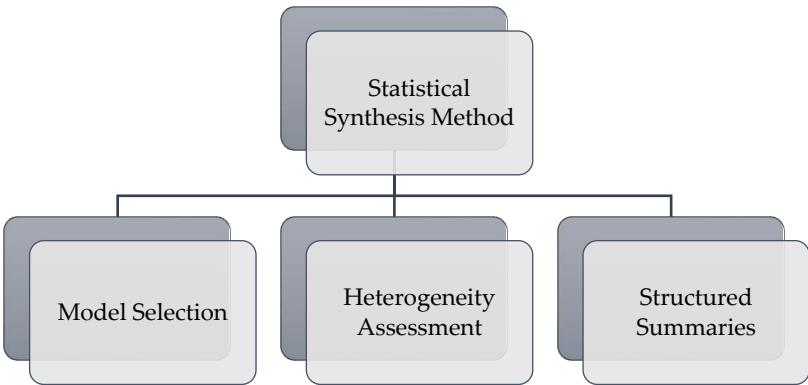 Statistical
Synthesis Method
Model Selection
Heterogeneity
Assessment
Structured
Summaries